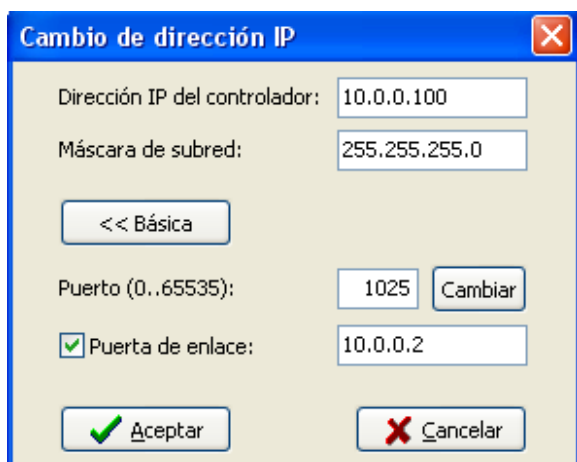 Cambio de dirección IP
Dirección IP del controlador: 10.0.0.100
Máscara de subred: 255.255.255.0
<< Básica
Puerto (0..65535): 1025 Cambiar
Puerta de enlace: 10.0.0.2
Aceptar Cancelar